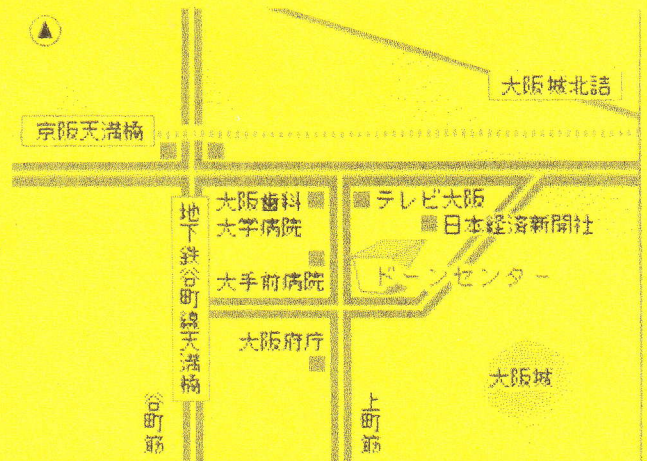 大阪城北詰
京阪天満橋
地下鉄谷町線天満橋
大阪歯科
大学病院
テレビ大阪
日本経済新聞社
大手前病院
ドーンセンター
大阪府庁
大阪城
谷町筋
上町筋